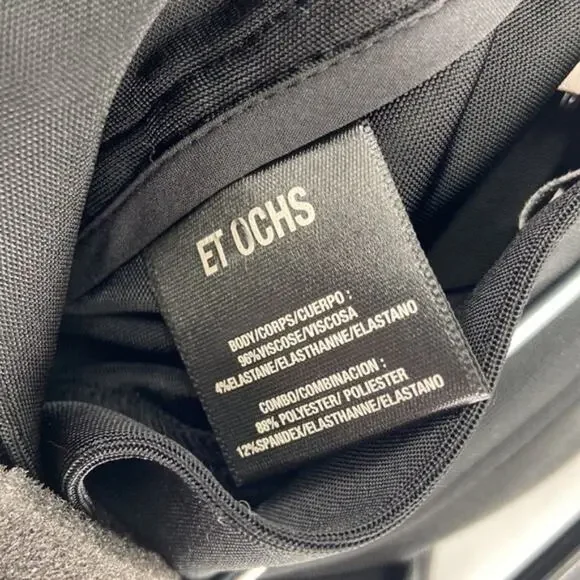 ET OCHS
BODY/CORPS/CUERPO :
96%VISCOSE/VISCOSA
4%ELASTANE/ELASTHANNE/ELASTANO
COMBO/COMBINACION :
88% POLYESTER/ POLIESTER
12%SPANDEX/ELASTHANNE/ELASTANO